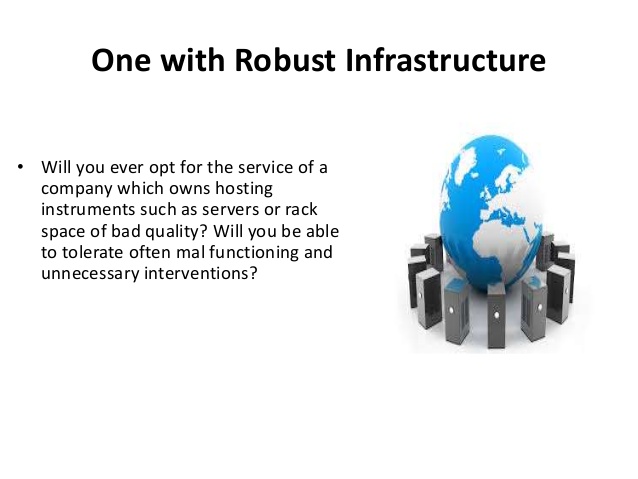 One with Robust Infrastructure
• Will you ever opt for the service of a
company which owns hosting
instruments such as servers or rack
space of bad quality? Will you be able
to tolerate often mal functioning and
unnecessary interventions?